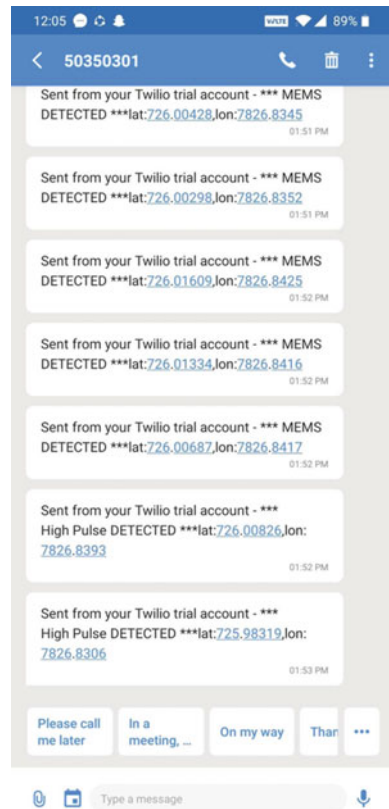 12:05
VoLTE 89%
50350301
Sent from your Twilio trial account - *** MEMS
DETECTED ***lat:726.00428,lon:7826.8345
01:51 PM
Sent from your Twilio trial account - *** MEMS
DETECTED ***lat:726.00298,lon:7826.8352
01:51 PM
Sent from your Twilio trial account - *** MEMS
DETECTED ***lat:726.01609,lon:7826.8425
01:52 PM
Sent from your Twilio trial account - *** MEMS
DETECTED ***lat:726.01334,lon:7826.8416
01:52 PM
Sent from your Twilio trial account - *** MEMS
DETECTED ***lat:726.00687,lon:7826.8417
01:52 PM
Sent from your Twilio trial account - ***
High Pulse DETECTED ***lat:726.00826,lon:
7826.8393
01:52 PM
Sent from your Twilio trial account - ***
High Pulse DETECTED ***lat:725.98319,lon:
7826.8306
01:53 PM
Please call
me later
In a
meeting, ...
On my way
Than
Type a message